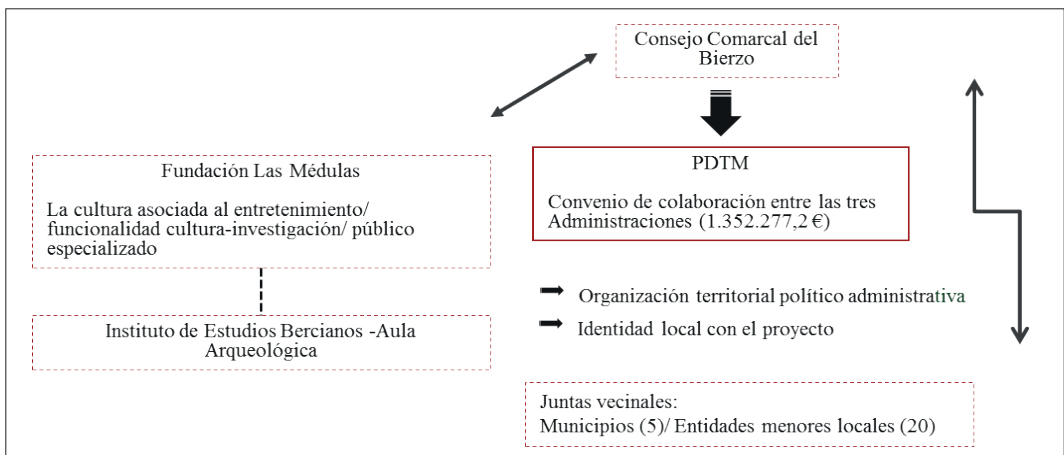 Consejo Comarcal del
Bierzo
Fundación Las Médulas
La cultura asociada al entretenimiento/
funcionalidad cultura-investigación/ público
especializado
PDTM
Convenio de colaboración entre las tres
Administraciones (1.352.277,2 €)
Organización territorial político administrativa
Identidad local con el proyecto
Instituto de Estudios Bercianos -Aula
Arqueológica
Juntas vecinales:
Municipios (5)/ Entidades menores locales (20)